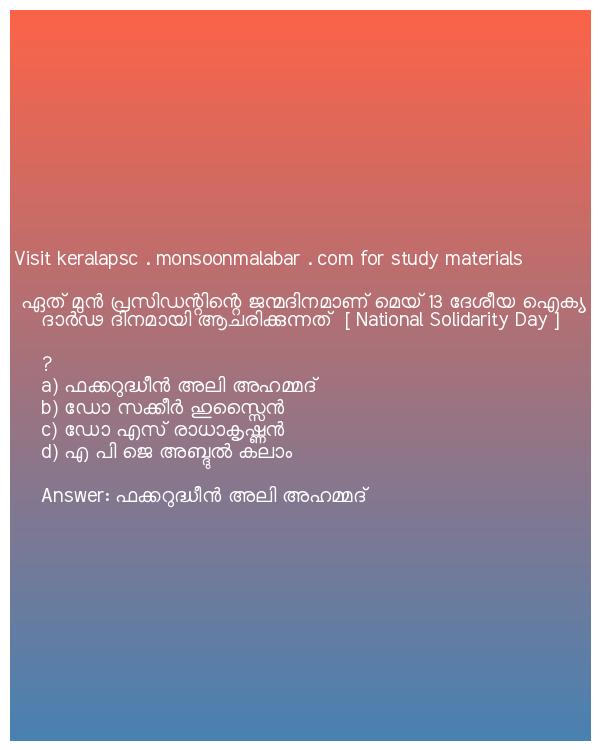 Visit keralapsc . monsoonmalabar . com for study materials
ഏത് മുൻ പ്രസിഡന്റിന്റെ ജന്മദിനമാണ് മെയ് 13 ദേശീയ ഐക്യ
ദാർഢ ദിനമായി ആചരിക്കുന്നത് [ National Solidarity Day ]
?
a) ഫക്കറുദ്ധീൻ അലി അഹമ്മദ്
b) ഡോ സക്കീർ ഹുസ്സൈൻ
c) ഡോ എസ് രാധാകൃഷ്ണൻ
d) എ പി ജെ അബ്ദുൽ കലാം
Answer: ഫക്കറുദ്ധീൻ അലി അഹമ്മദ്